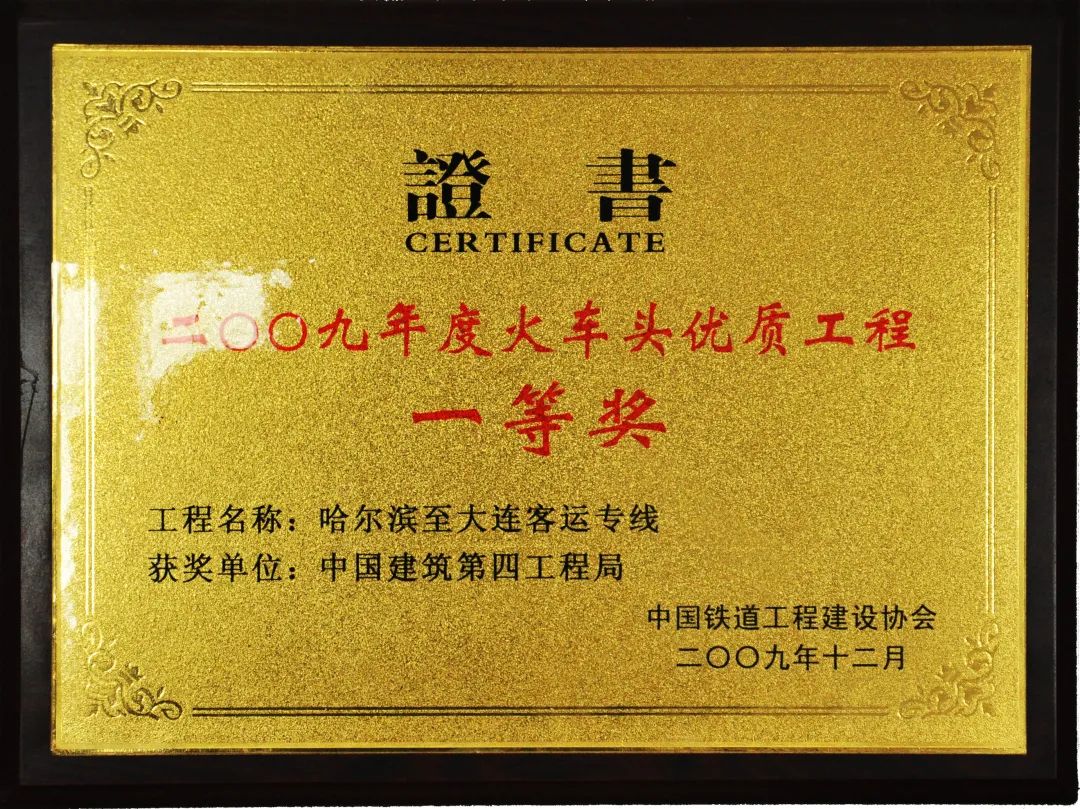 證書
CERTIFICATE
二〇〇九年度火车头优质工程
一等奖
工程名称：哈尔滨至大连客运专线
获奖单位：中国建筑第四工程局
中国铁道工程建设协会
二〇〇九年十二月